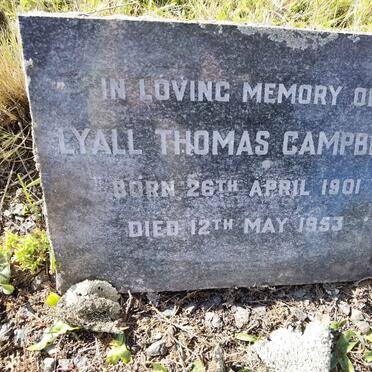 IN LOVING MEMORY O
LYALL THOMAS CAMPB
BORN 26TH APRIL 1901
DIED 12TH MAY 1953